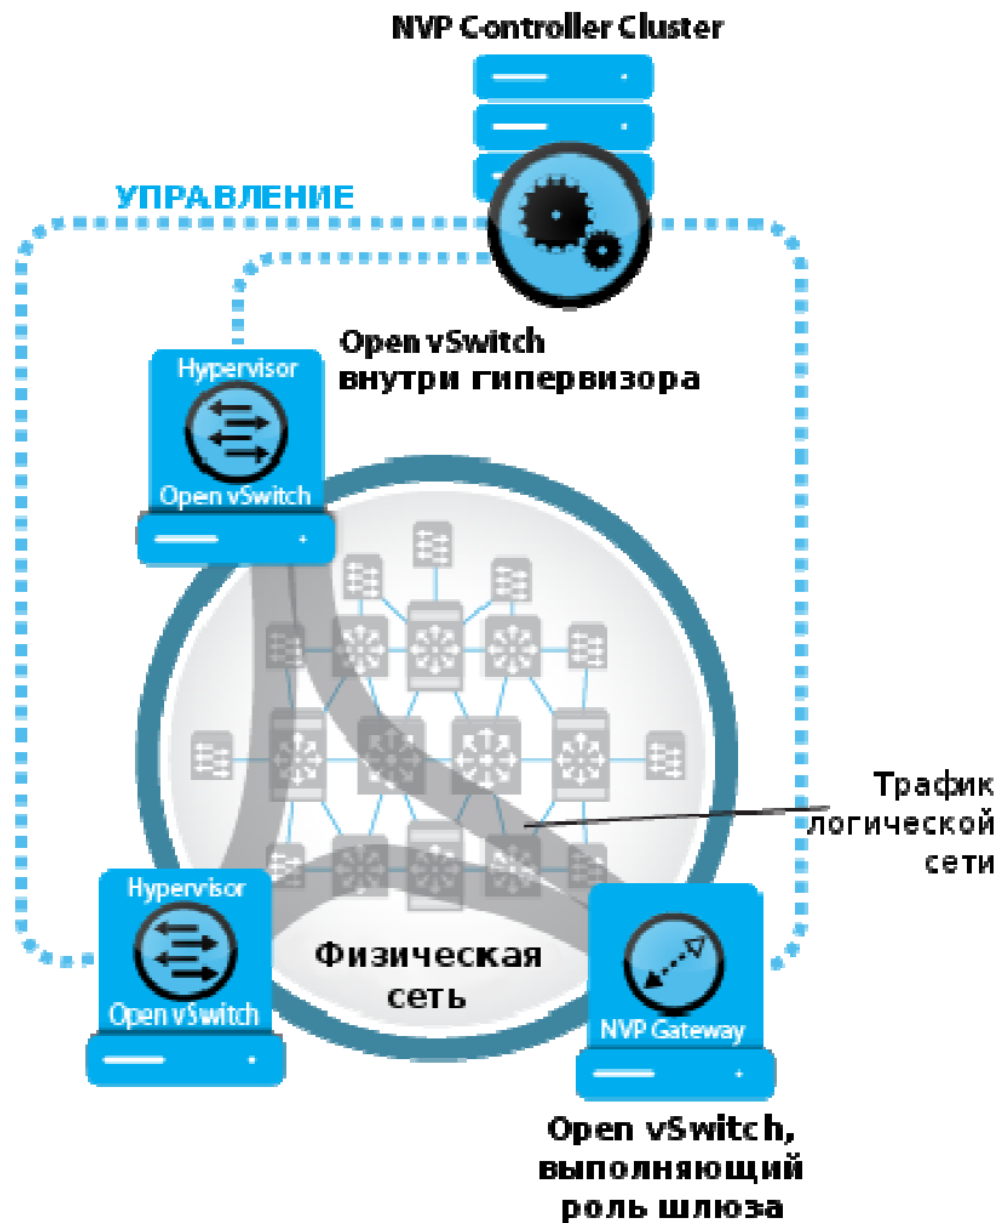 NVP Controller Cluster
УПРАВЛЕНИЕ
Open vSwitch
внутри гипервизора
Hypervisor
Open vSwitch
Трафик
логической
сети
Hypervisor
Open vSwitch
Физическая
сеть
NVP Gateway
Open vSwitch,
выполняющий
роль шлюза